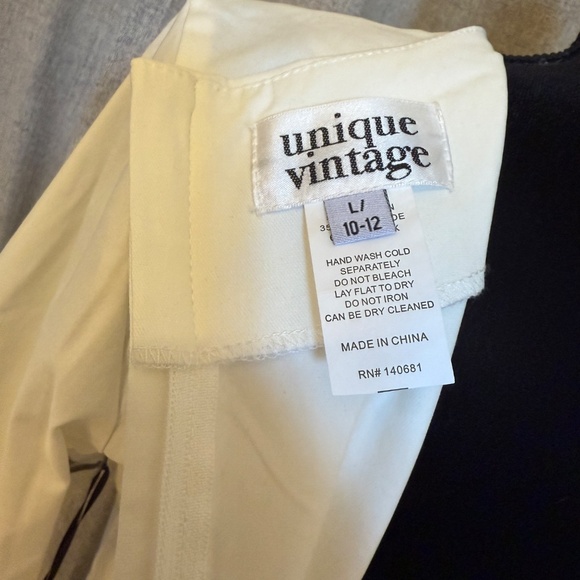 unique
vintage
L/
10-12
HAND WASH COLD
SEPARATELY
DO NOT BLEACH
LAY FLAT TO DRY
DO NOT IRON
CAN BE DRY CLEANED
MADE IN CHINA
RN# 140681